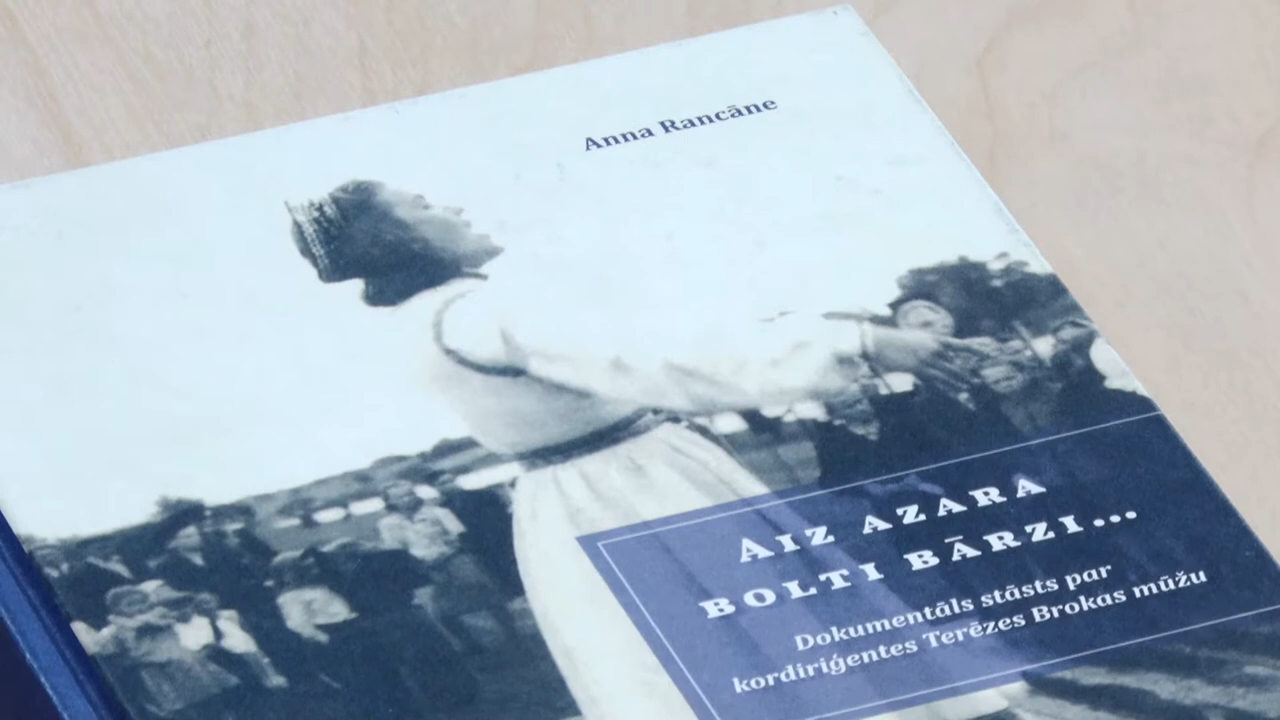 Anna Rancāne
AIZ AZARA
BOLTI BĀRZI...
Dokumentāls stāsts par
kordiriģentes Terēzes Brokas mūžu